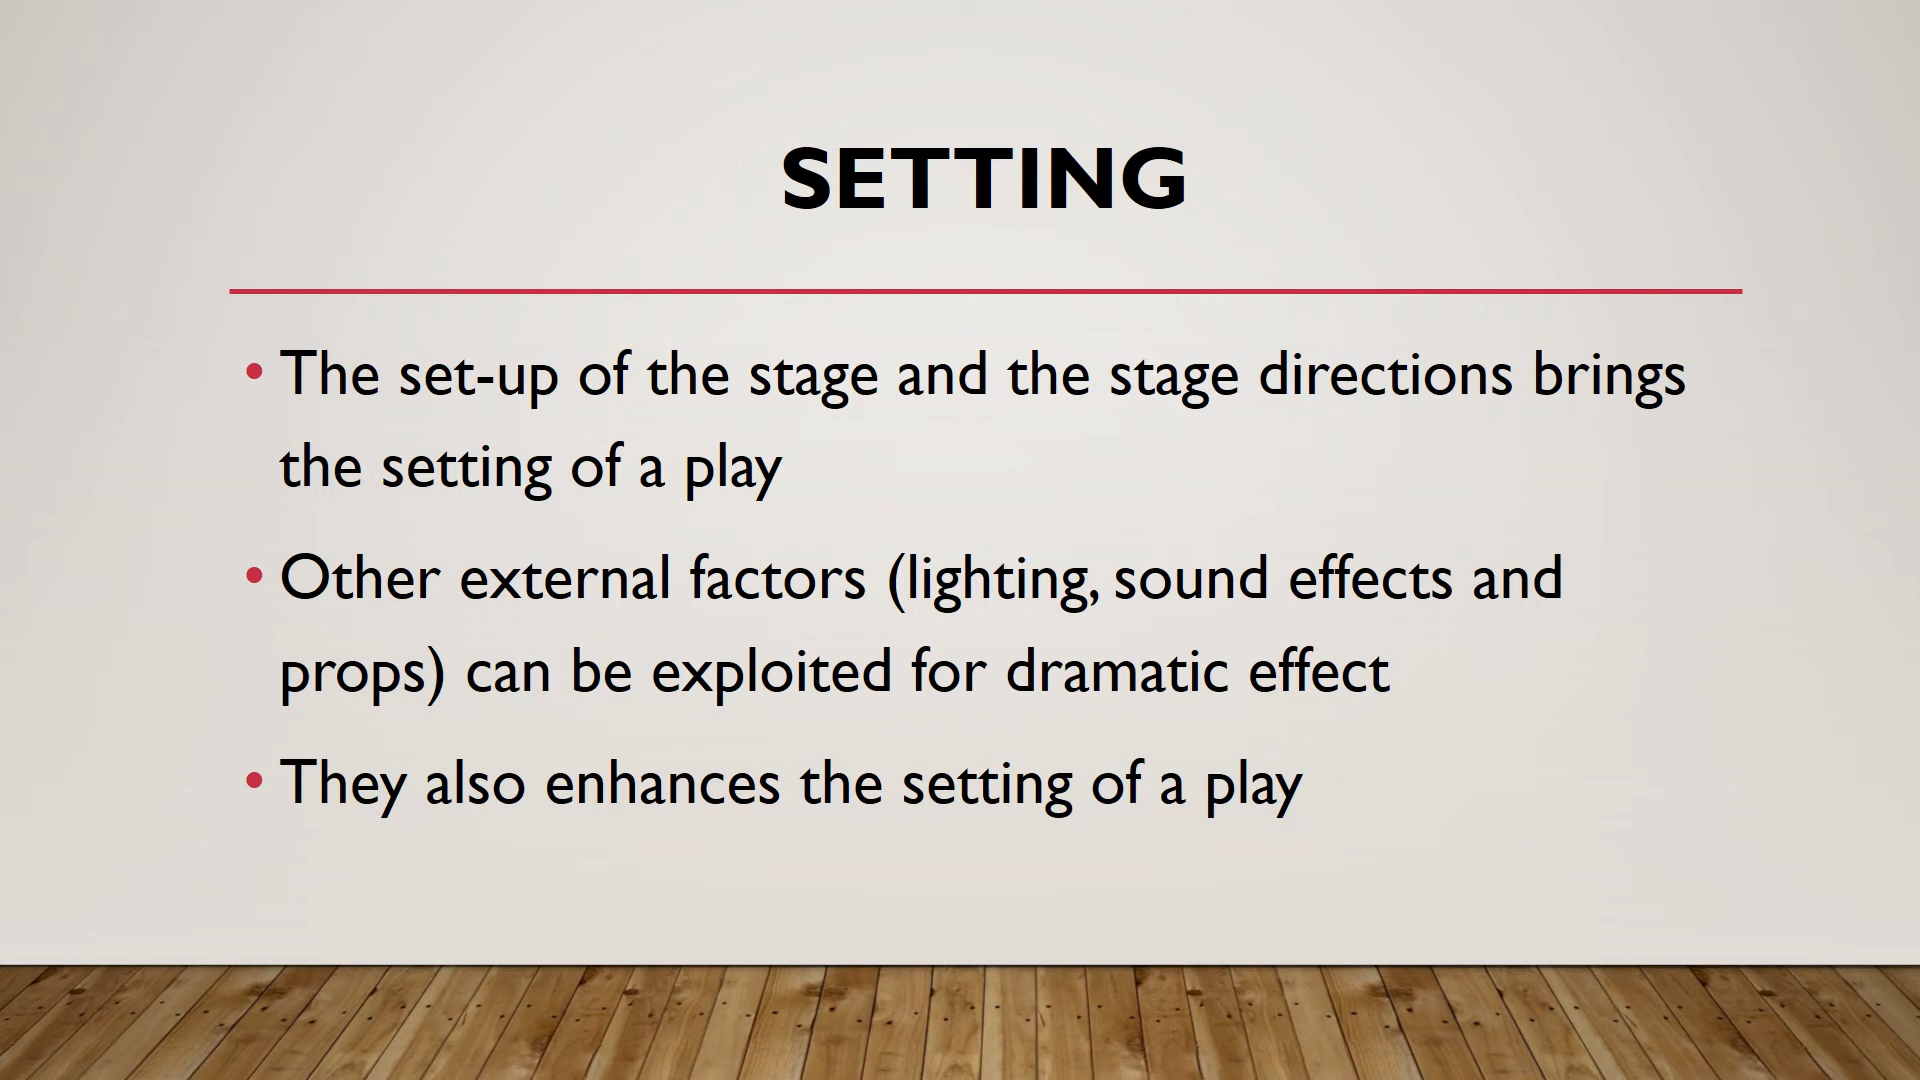 SETTING
• The set-up of the stage and the stage directions brings
the setting of a play
• Other external factors (lighting, sound effects and
props) can be exploited for dramatic effect
• They also enhances the setting of a play